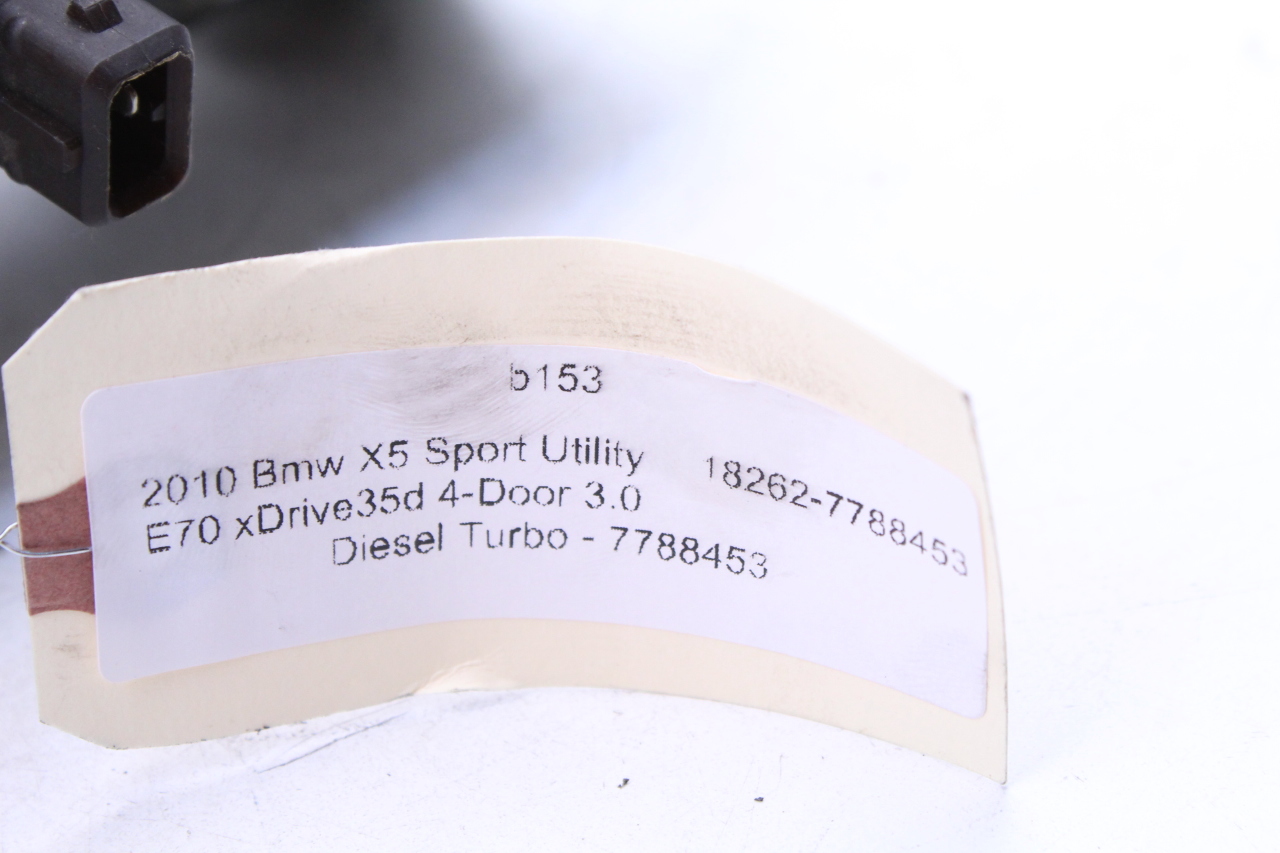 b153
2010 Bmw X5 Sport Utility
E70 xDrive35d 4-Door 3.0
Diesel Turbo - 7788453
18262-7788453